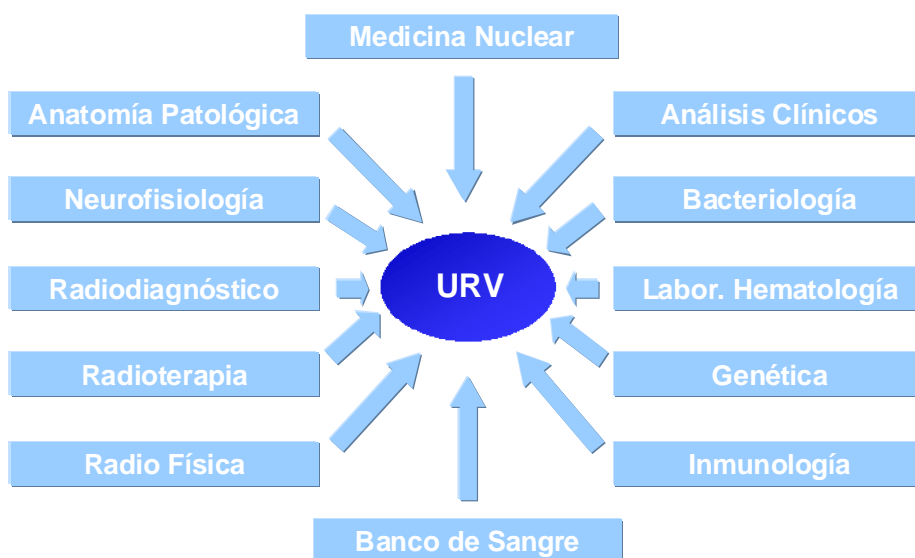 Medicina Nuclear
Anatomía Patológica
Análisis Clínicos
Neurofisiología
Bacteriología
URV
Radiodiagnóstico
Labor. Hematología
Radioterapia
Genética
Radio Física
Inmunología
Banco de Sangre